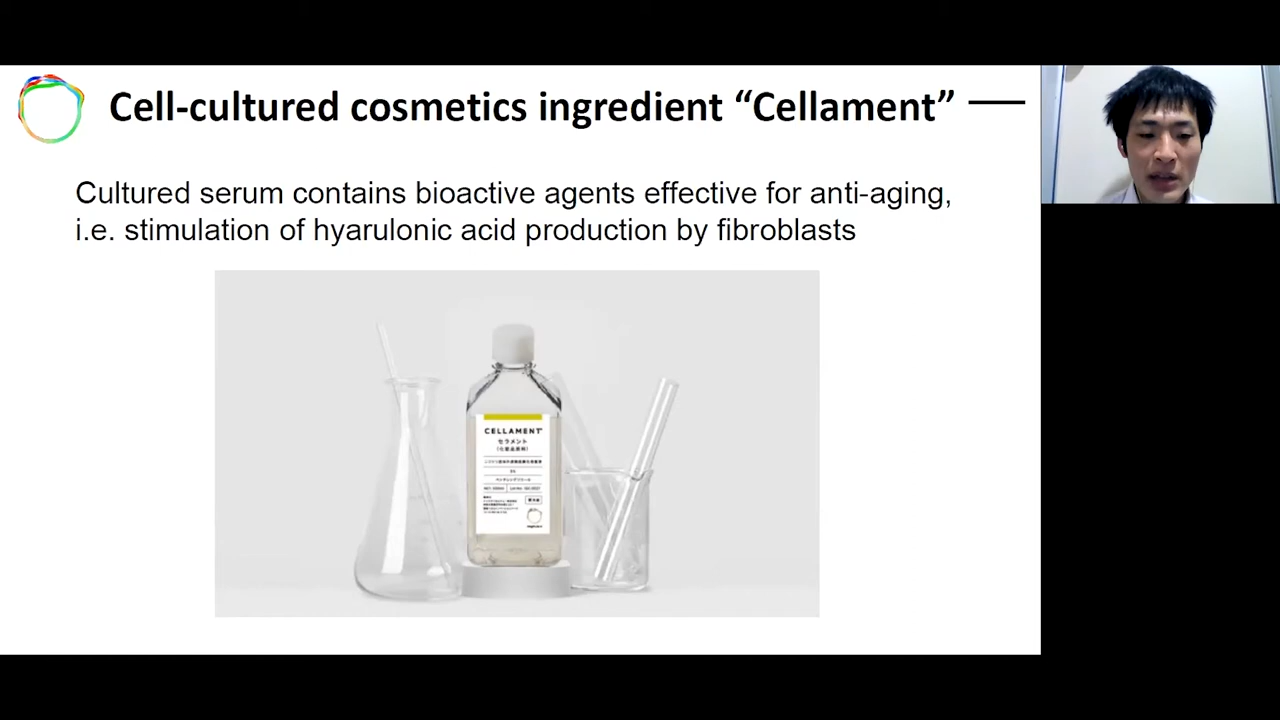 Cell-cultured cosmetics ingredient “Cellament”
Cultured serum contains bioactive agents effective for anti-aging,
i.e. stimulation of hyarulonic acid production by fibroblasts
CELLAMENT
セラメント
(化粧品原料)